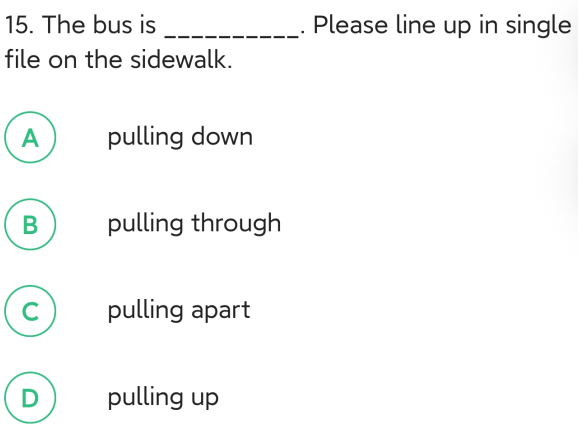 15. The bus is __________. Please line up in single
file on the sidewalk.
A pulling down
B pulling through
C pulling apart
D pulling up